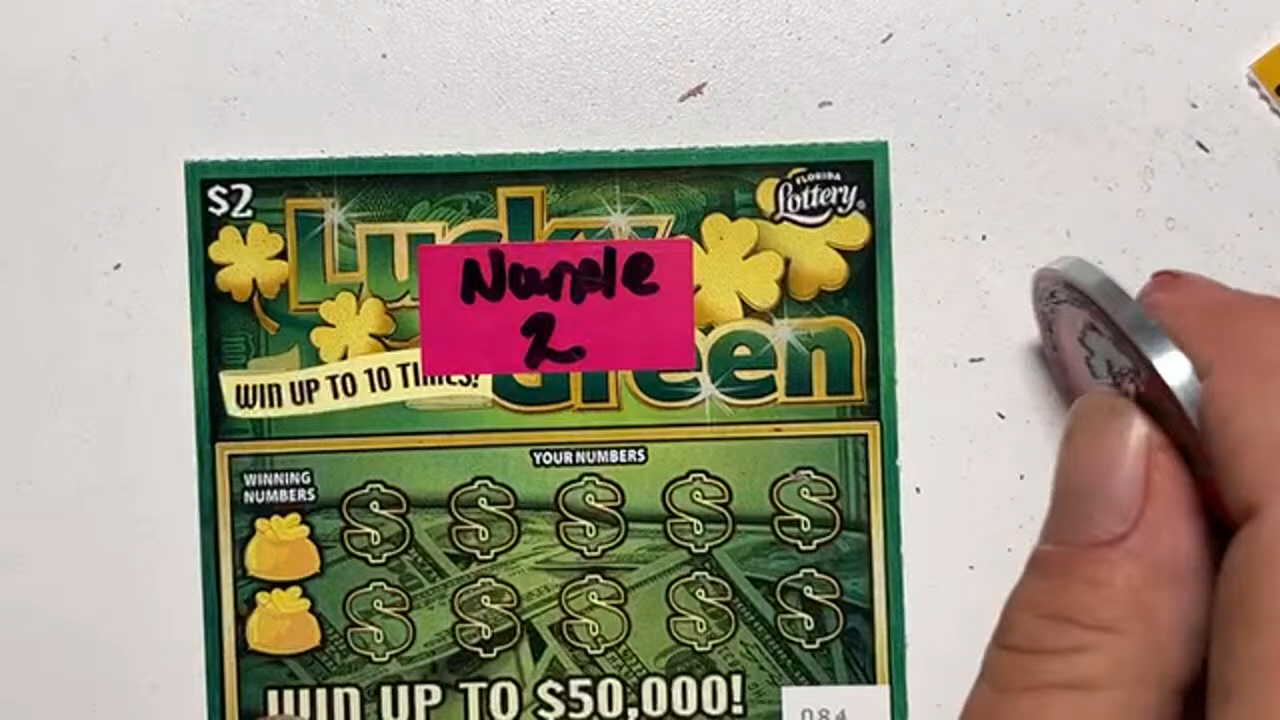 $2
FLORIDA
Lottery
Lucky
2
WIN UP TO 10 TIMES!
Green
YOUR NUMBERS
WINNING
NUMBERS
$ $ $ $ $
$ $ $ $ $
WIN UP TO $50,000!
084